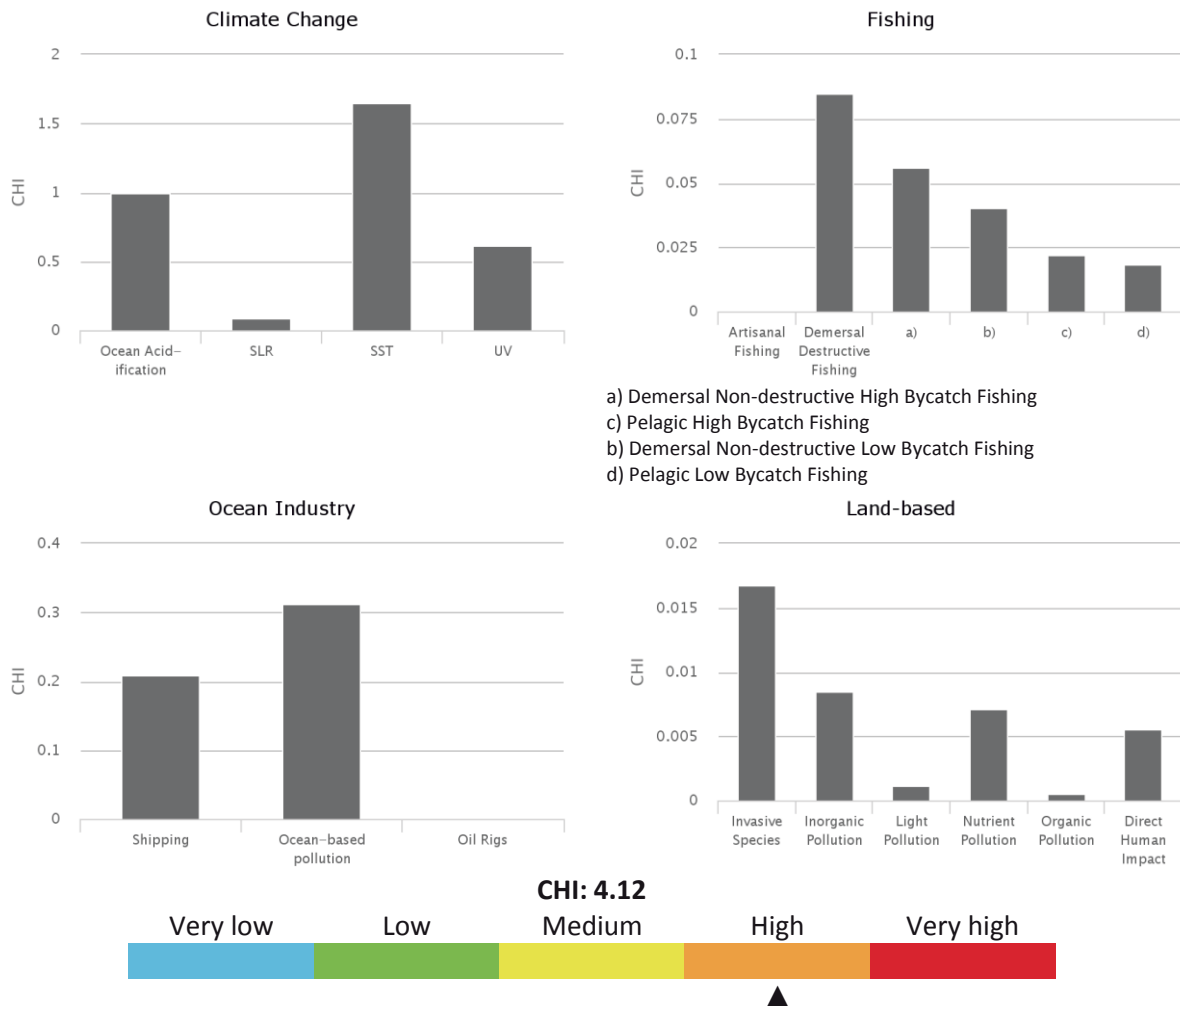 Climate Change
2
1.5
1
0.5
0
CHI
Ocean Acid–
ification
SLR
SST
UV
Fishing
0.1
0.075
0.05
0.025
0
CHI
Artisanal
Fishing
Demersal
Destructive
Fishing
a)
b)
c)
d)
a) Demersal Non-destructive High Bycatch Fishing
c) Pelagic High Bycatch Fishing
b) Demersal Non-destructive Low Bycatch Fishing
d) Pelagic Low Bycatch Fishing
Ocean Industry
0.4
0.3
0.2
0.1
0
CHI
Shipping
Ocean–based
pollution
Oil Rigs
Land-based
0.02
0.015
0.01
0.005
0
CHI
Invasive
Species
Inorganic
Pollution
Light
Pollution
Nutrient
Pollution
Organic
Pollution
Direct
Human
Impact
CHI: 4.12
Very low
Low
Medium
High
Very high